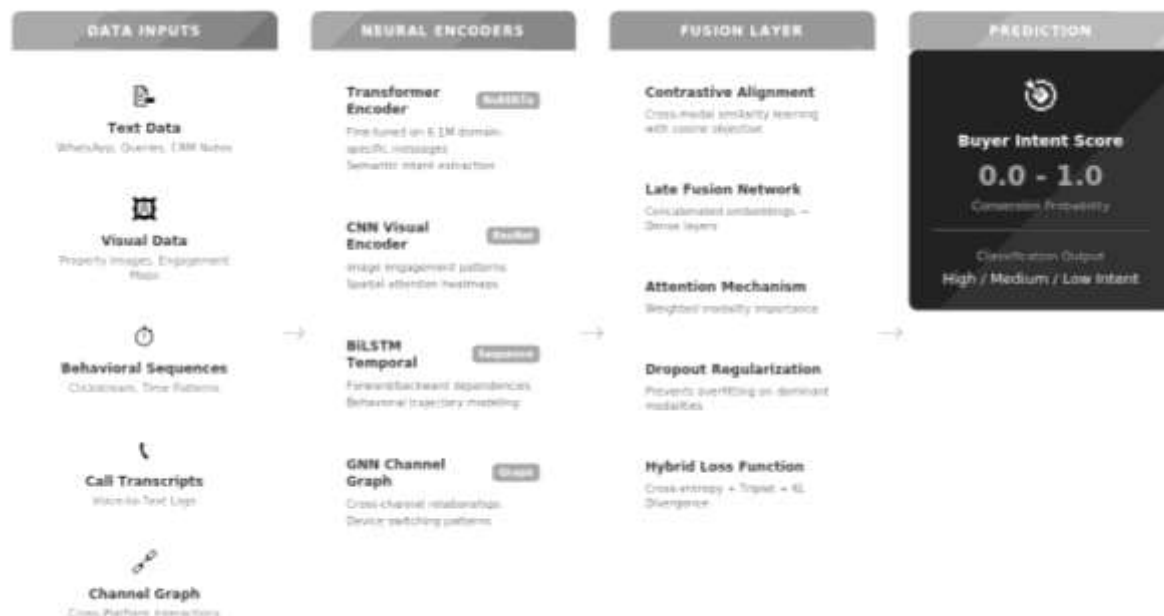 DATA INPUTS
Text Data
WhatsApp, Queries, CRM Notes
Visual Data
Property Images, Engagement
Maps
Behavioral Sequences
Clickstream, Time Patterns
Call Transcripts
Voice-to-Text Logs
Channel Graph
Cross-Platform Interactions
NEURAL ENCODERS
Transformer
Encoder
Fine-tuned on 6.1M domain-
specific messages
Semantic intent extraction
CNN Visual
Encoder
ResNet
Image engagement patterns
Spatial attention heatmaps
BiLSTM
Temporal
Sequence
Forward/backward dependencies
Behavioral trajectory modeling
GNN Channel
Graph
Graph
Cross-channel relationships
Device switching patterns
FUSION LAYER
Contrastive Alignment
Cross-modal similarity learning
with cosine objective
Late Fusion Network
Concatenated embeddings →
Dense layers
Attention Mechanism
Weighted modality importance
Dropout Regularization
Prevents overfitting on dominant
modalities
Hybrid Loss Function
Cross-entropy + Triplet + KL
Divergence
PREDICTION
Buyer Intent Score
0.0 - 1.0
Conversion Probability
Classification Output
High / Medium / Low Intent